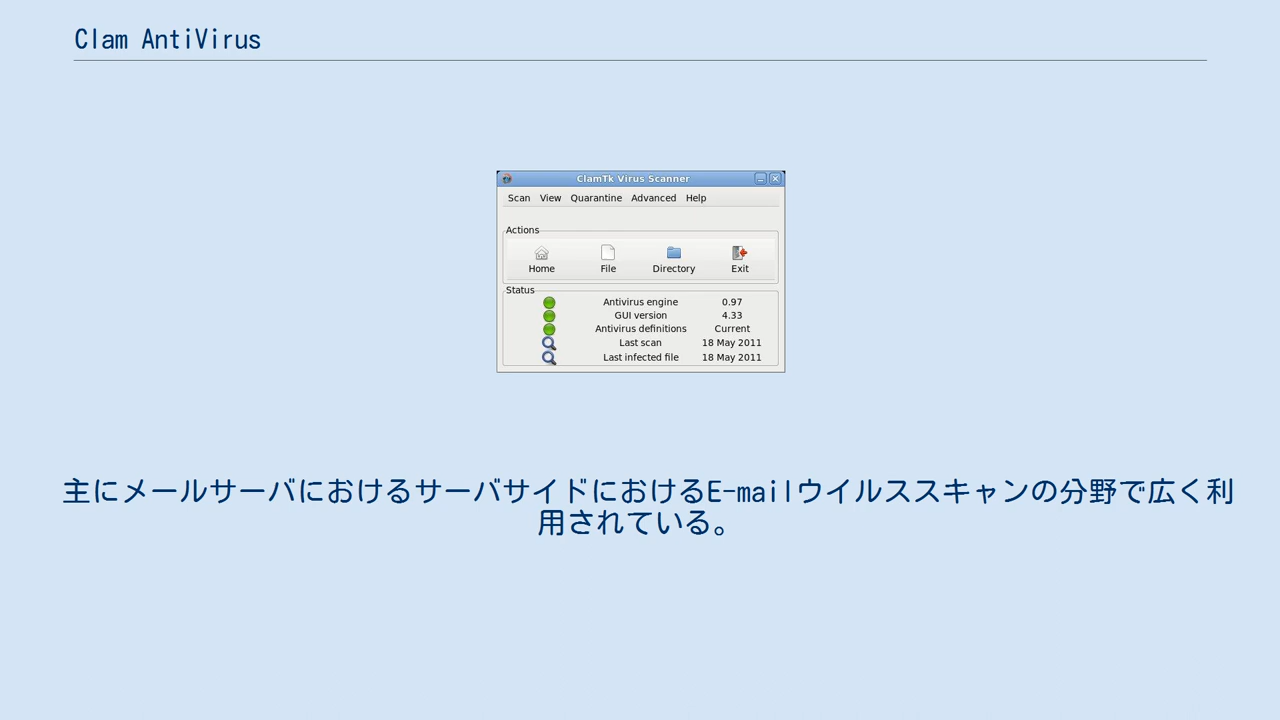 Clam AntiVirus
ClamTk Virus Scanner
Scan View Quarantine Advanced Help
Actions
Home File Directory Exit
Status
Antivirus engine 0.97
GUI version 4.33
Antivirus definitions Current
Last scan 18 May 2011
Last infected file 18 May 2011
主にメールサーバにおけるサーバサイドにおけるE-mailウイルススキャンの分野で広く利
用されている。